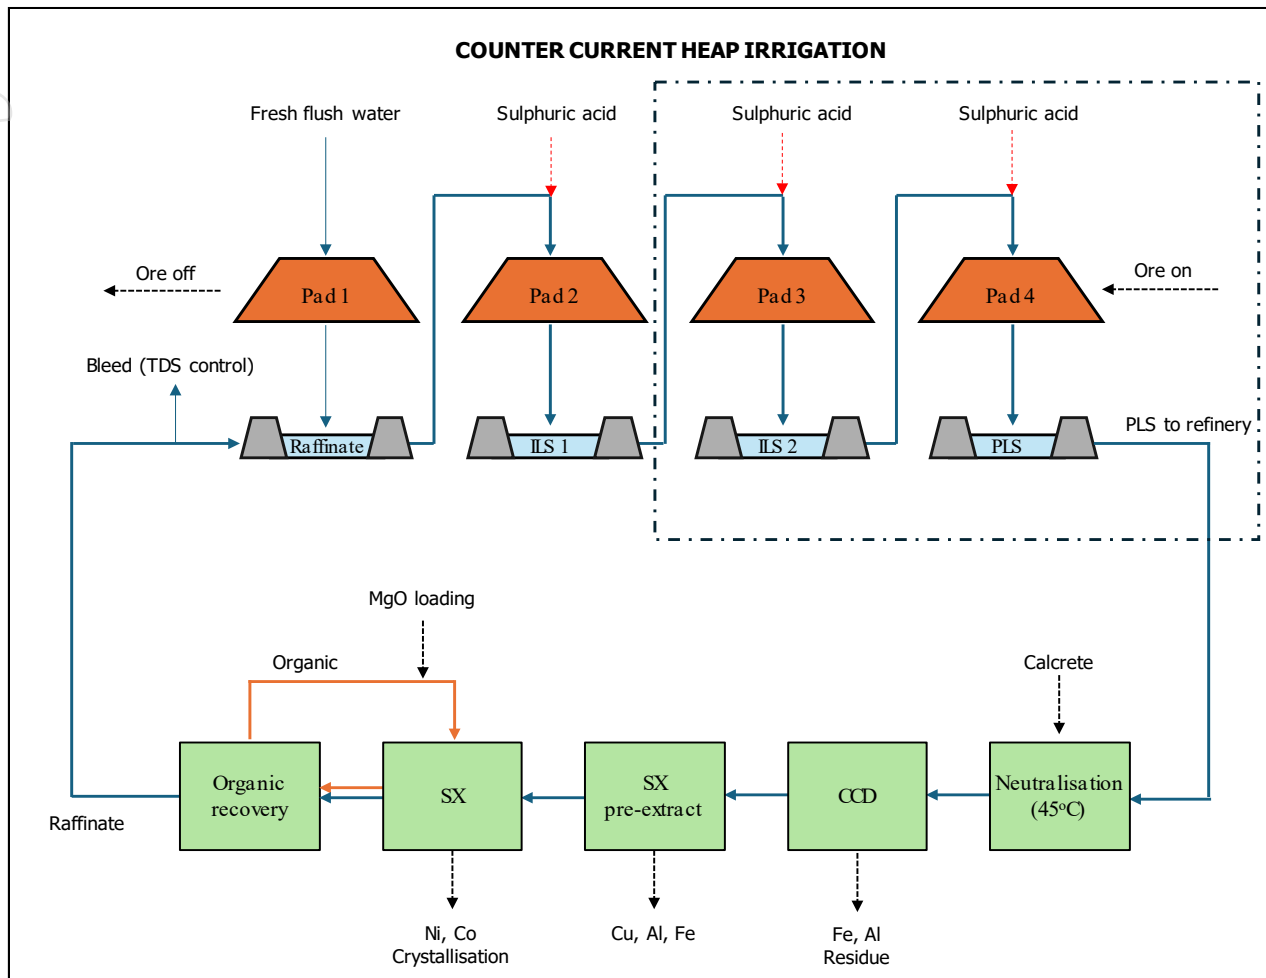 COUNTER CURRENT HEAP IRRIGATION
Fresh flush water
Sulphuric acid
Sulphuric acid
Sulphuric acid
Ore off
Pad 1
Pad 2
Pad 3
Pad 4
Ore on
Bleed (TDS control)
Raffinate
ILS 1
ILS 2
PLS
PLS to refinery
MgO loading
Organic
Calcrete
Organic
recovery
SX
SX
pre-extract
CCD
Neutralisation
(45°C)
Raffinate
Ni, Co
Crystallisation
Cu, Al, Fe
Fe, Al
Residue